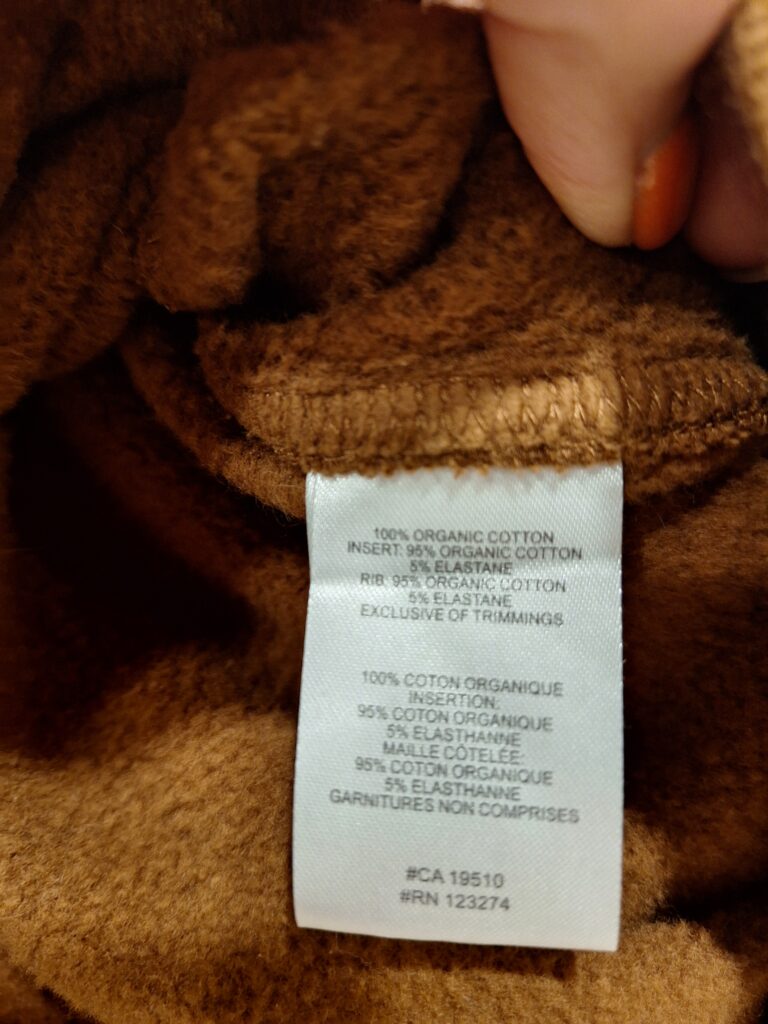 100% ORGANIC COTTON
INSERT: 95% ORGANIC COTTON
5% ELASTANE
RIB: 95% ORGANIC COTTON
5% ELASTANE
EXCLUSIVE OF TRIMMINGS
100% COTON ORGANIQUE
INSERTION:
95% COTON ORGANIQUE
5% ELASTHANNE
MAILLE CÔTELÉE:
95% COTON ORGANIQUE
5% ELASTHANNE
GARNITURES NON COMPRISES
#CA 19510
#RN 123274